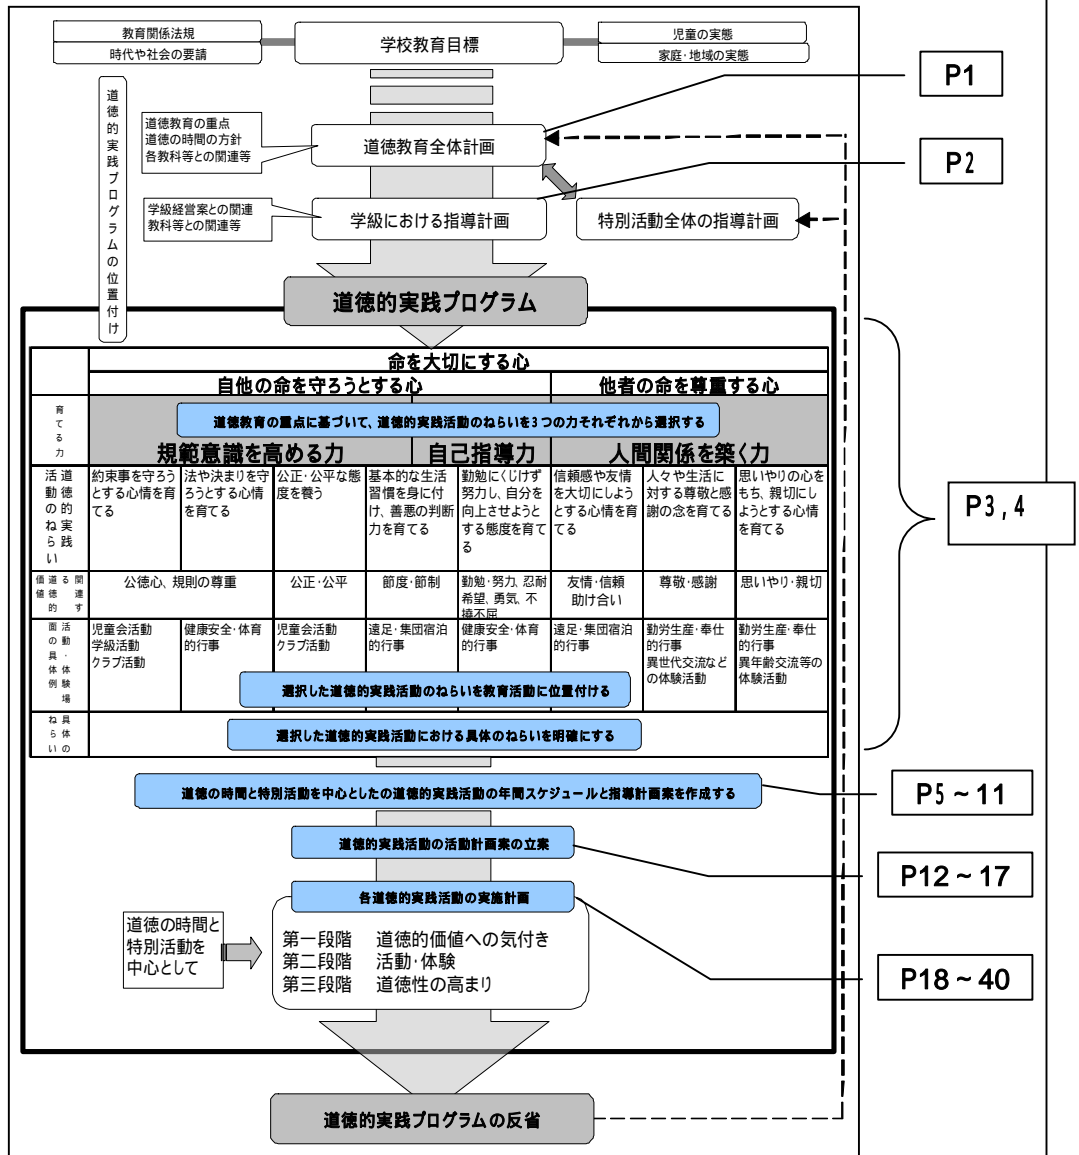 教育関係法規
時代や社会の要請
学校教育目標
児童の実態
家庭・地域の実態
P1
道徳的実践プログラムの位置付け
道徳教育の重点
道徳の時間の方針
各教科等との関連等
道徳教育全体計画
P2
学級経営案との関連
教科等との関連等
学級における指導計画
特別活動全体の指導計画
道徳的実践プログラム
命を大切にする心
自他の命を守ろうとする心
他者の命を尊重する心
育てる力
道徳教育の重点に基づいて、道徳的実践活動のねらいを3つの力それぞれから選択する
規範意識を高める力
自己指導力
人間関係を築く力
道徳的実践
活動のねらい
約束事を守ろう
とする心情を育
てる
法や決まりを守
ろうとする心情
を育てる
公正・公平な態
度を養う
基本的な生活
習慣を身に付
け、善悪の判断
力を育てる
勤勉にくじけず
努力し、自分を
向上させようと
する態度を育て
る
信頼感や友情
を大切にしよう
とする心情を育
てる
人々や生活に
対する尊敬と感
謝の念を育てる
思いやりの心を
もち、親切にし
ようとする心情
を育てる
P3,4
関連す
る道徳的
価値
公徳心、規則の尊重
公正・公平
節度・節制
勤勉・努力、忍耐
希望、勇気、不
撓不屈
友情・信頼
助け合い
尊敬・感謝
思いやり・親切
活動・体験場
面の具体例
児童会活動
学級活動
クラブ活動
健康安全・体育
的行事
児童会活動
クラブ活動
遠足・集団宿泊
的行事
健康安全・体育
的行事
遠足・集団宿泊
的行事
勤労生産・奉仕
的行事
異世代交流など
の体験活動
勤労生産・奉仕
的行事
異年齢交流等の
体験活動
選択した道徳的実践活動のねらいを教育活動に位置付ける
具体の
ねらい
選択した道徳的実践活動における具体のねらいを明確にする
道徳の時間と特別活動を中心としたの道徳的実践活動の年間スケジュールと指導計画案を作成する
P5~11
道徳的実践活動の活動計画案の立案
P12~17
各道徳的実践活動の実施計画
道徳の時間と
特別活動を
中心として
第一段階 道徳的価値への気付き
第二段階 活動・体験
第三段階 道徳性の高まり
P18~40
道徳的実践プログラムの反省